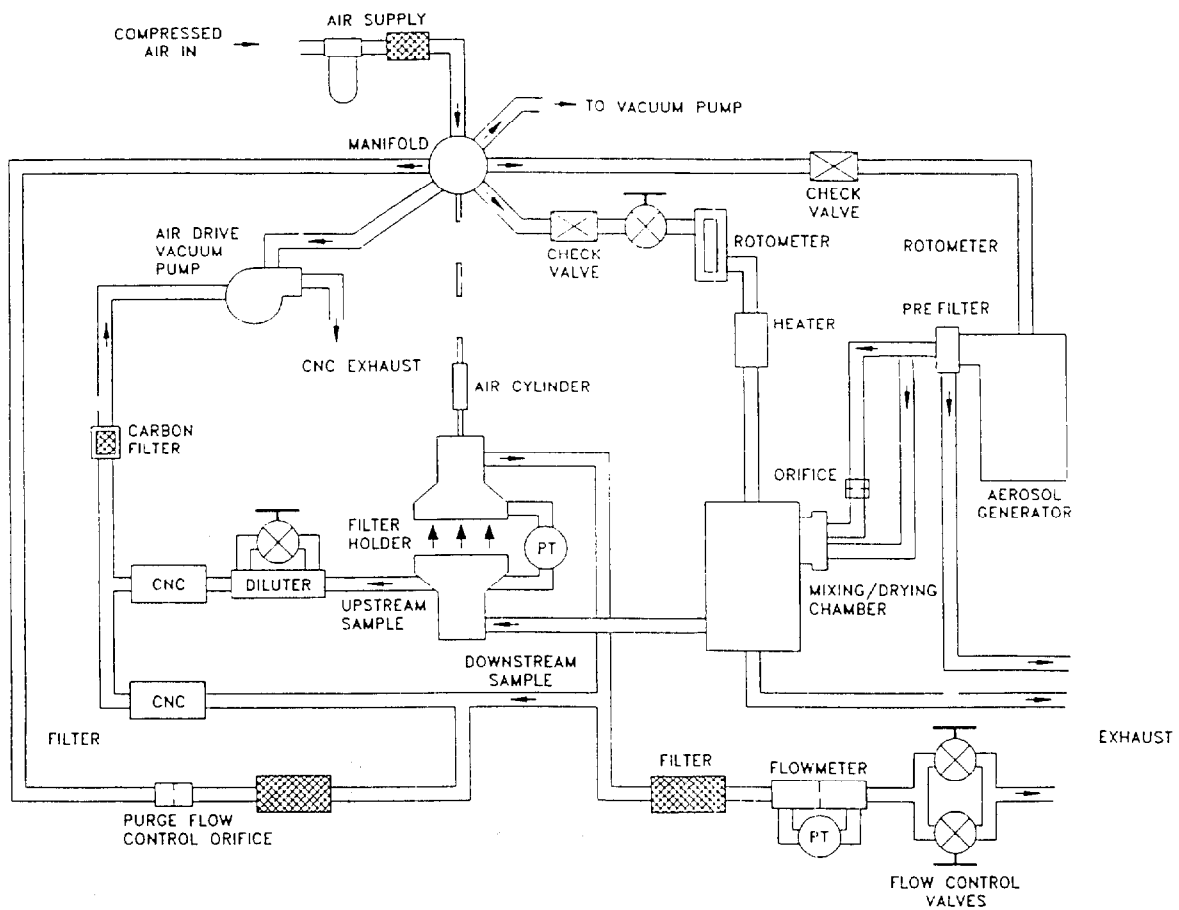 AIR SUPPLY
COMPRESSED
AIR IN
TO VACUUM PUMP
MANIFOLD
CHECK
VALVE
AIR DRIVE
VACUUM
PUMP
CHECK
VALVE
ROTOMETER
ROTOMETER
PRE FILTER
HEATER
CNC EXHAUST
AIR CYLINDER
CARBON
FILTER
ORIFICE
AEROSOL
GENERATOR
FILTER
HOLDER
PT
CNC
DILUTER
UPSTREAM
SAMPLE
MIXING/DRYING
CHAMBER
DOWNSTREAM
SAMPLE
CNC
FILTER
EXHAUST
FILTER
FLOWMETER
PURGE FLOW
CONTROL ORIFICE
PT
FLOW CONTROL
VALVES